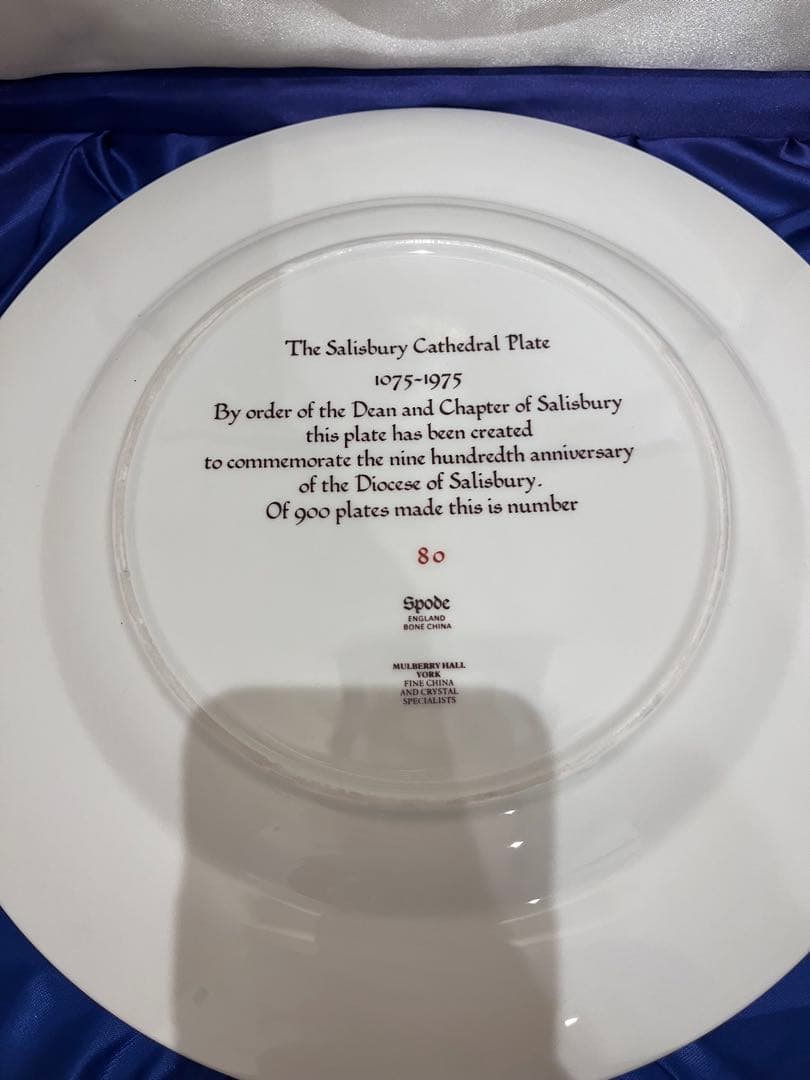 The Salisbury Cathedral Plate
1075-1975
By order of the Dean and Chapter of Salisbury
this plate has been created
to commemorate the nine hundredth anniversary
of the Diocese of Salisbury.
Of 900 plates made this is number
80
Spode
ENGLAND
BONE CHINA
MULBERRY HALL
YORK
FINE CHINA
AND CRYSTAL
SPECIALISTS